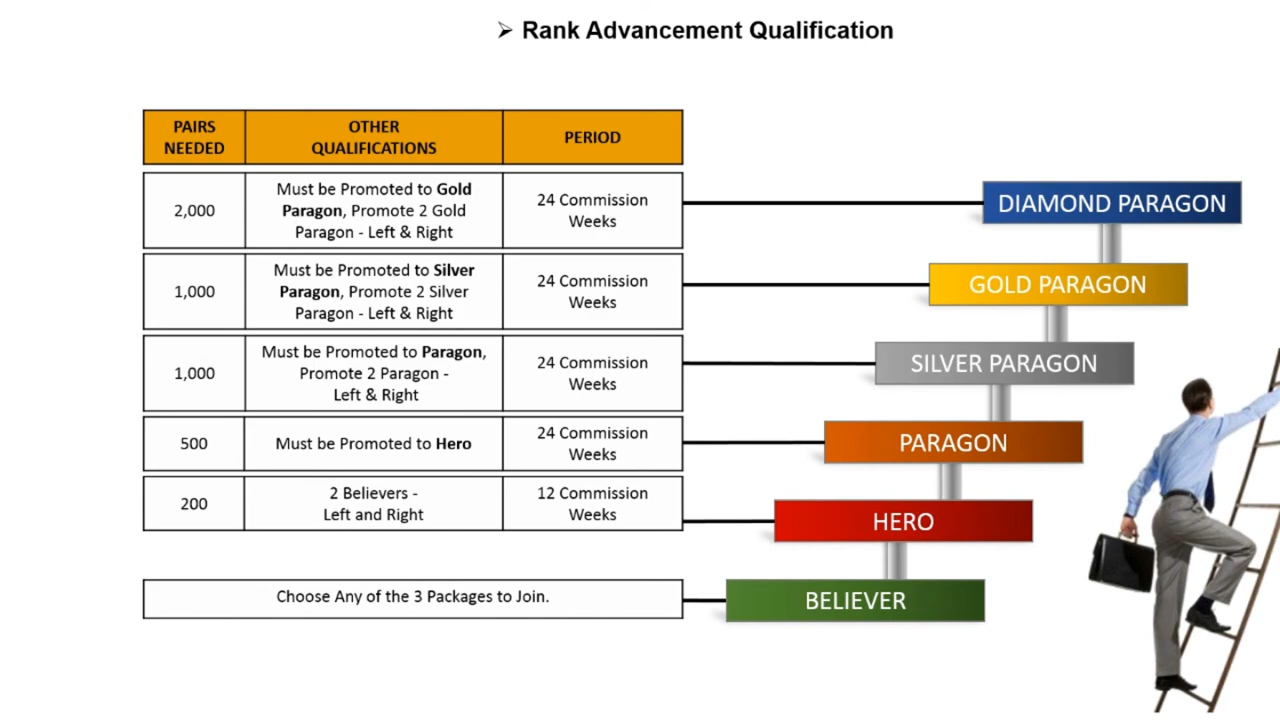 ➢ Rank Advancement Qualification
PAIRS
NEEDED
OTHER
QUALIFICATIONS
PERIOD
2,000
Must be Promoted to Gold
Paragon, Promote 2 Gold
Paragon - Left & Right
24 Commission
Weeks
DIAMOND PARAGON
1,000
Must be Promoted to Silver
Paragon, Promote 2 Silver
Paragon - Left & Right
24 Commission
Weeks
GOLD PARAGON
1,000
Must be Promoted to Paragon,
Promote 2 Paragon -
Left & Right
24 Commission
Weeks
SILVER PARAGON
500
Must be Promoted to Hero
24 Commission
Weeks
PARAGON
200
2 Believers -
Left and Right
12 Commission
Weeks
HERO
Choose Any of the 3 Packages to Join.
BELIEVER